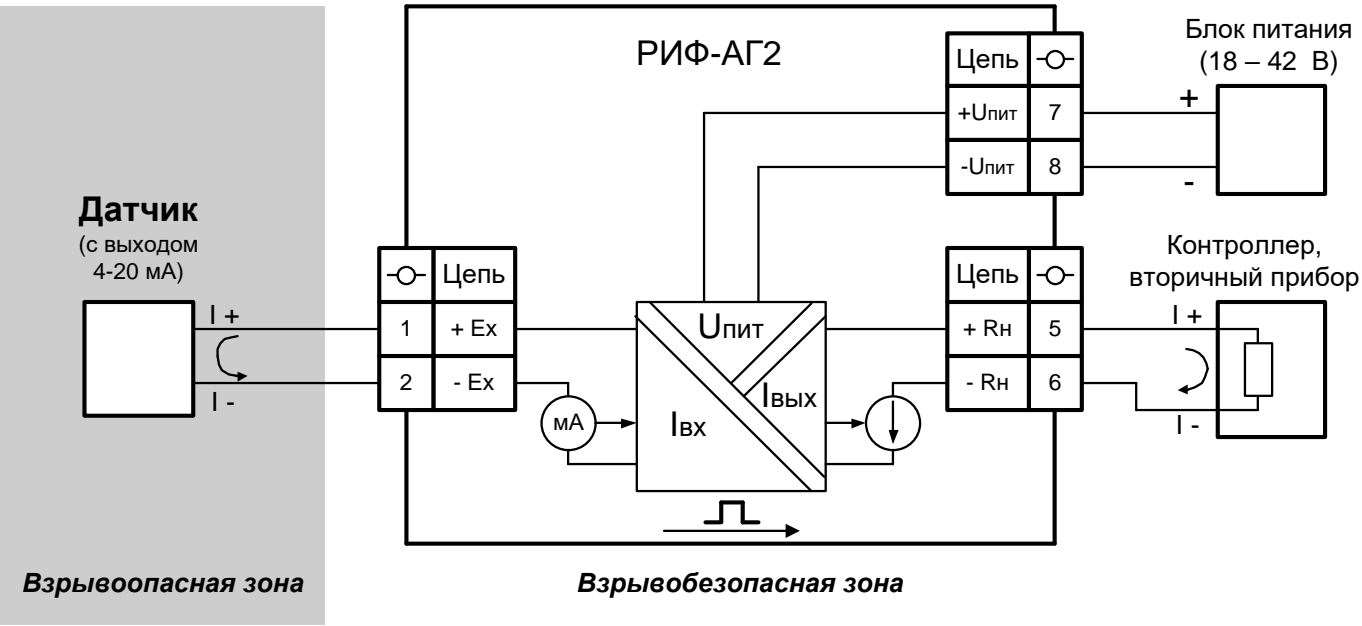 РИФ-АГ2
Блок питания
(18 – 42 В)
Цепь
+Uпит 7
-Uпит 8
+
-
Датчик
(с выходом
4-20 мА)
I +
I -
Цепь
1 + Ex
2 - Ex
мА
Uпит
Iвх
Iвых
Цепь
+ Rн 5
- Rн 6
Контроллер,
вторичный прибор
I +
I -
Взрывоопасная зона
Взрывобезопасная зона